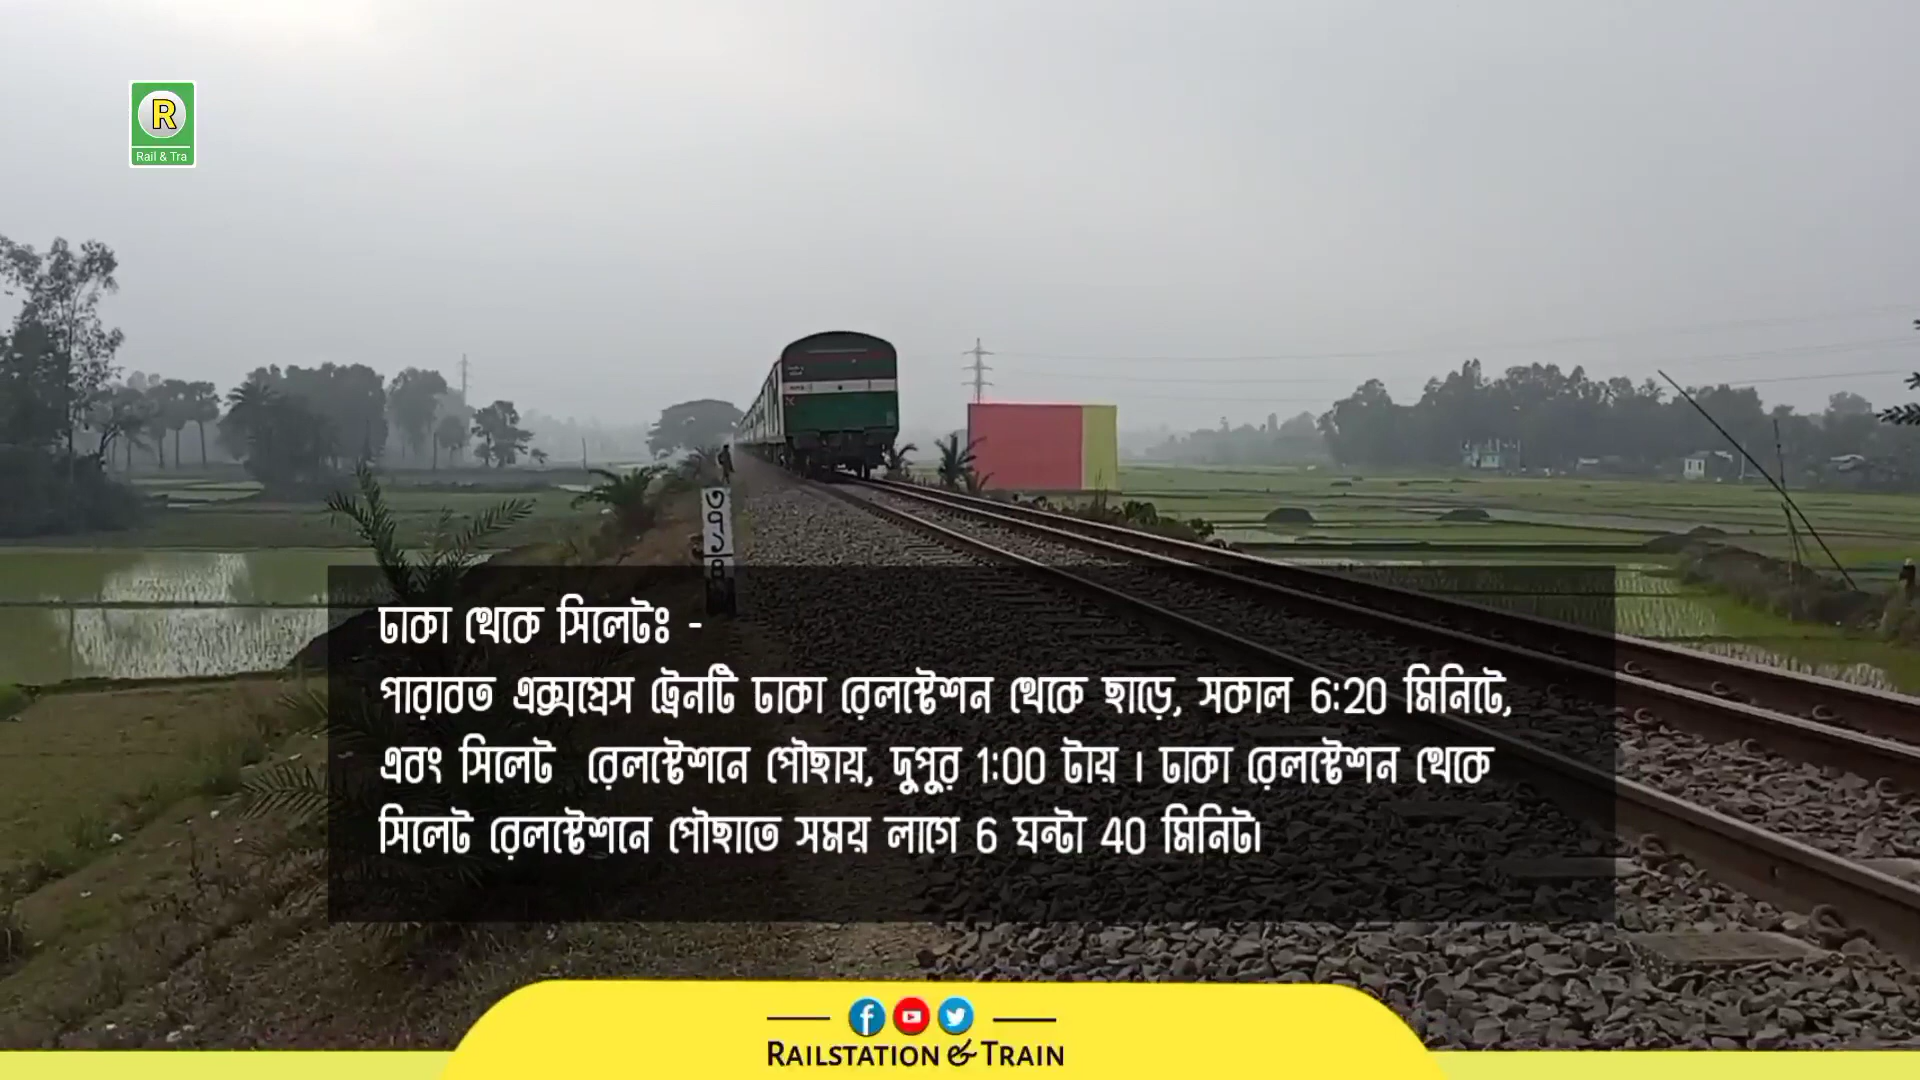 R
Rail & Tra
ঢাকা থেকে সিলেটঃ -
পারাবত এক্সপ্রেস ট্রেনটি ঢাকা রেলস্টেশন থেকে ছাড়ে, সকাল 6:20 মিনিটে,
এবং সিলেট রেলস্টেশনে পৌছায়, দুপুর 1:00 টায় । ঢাকা রেলস্টেশন থেকে
সিলেট রেলস্টেশনে পৌছাতে সময় লাগে 6 ঘন্টা 40 মিনিট।
RAILSTATION & TRAIN